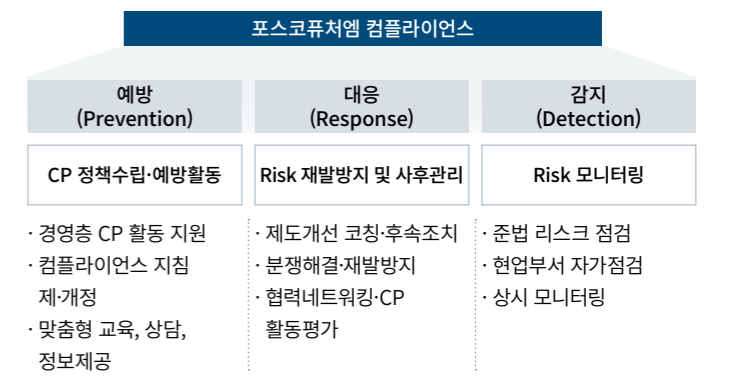 포스코퓨처엠 컴플라이언스
예방
(Prevention)
CP 정책수립·예방활동
· 경영층 CP 활동 지원
· 컴플라이언스 지침
제·개정
· 맞춤형 교육, 상담,
정보제공
대응
(Response)
Risk 재발방지 및 사후관리
· 제도개선 코칭·후속조치
· 분쟁해결·재발방지
· 협력네트워킹·CP
활동평가
감지
(Detection)
Risk 모니터링
· 준법 리스크 점검
· 현업부서 자가점검
· 상시 모니터링